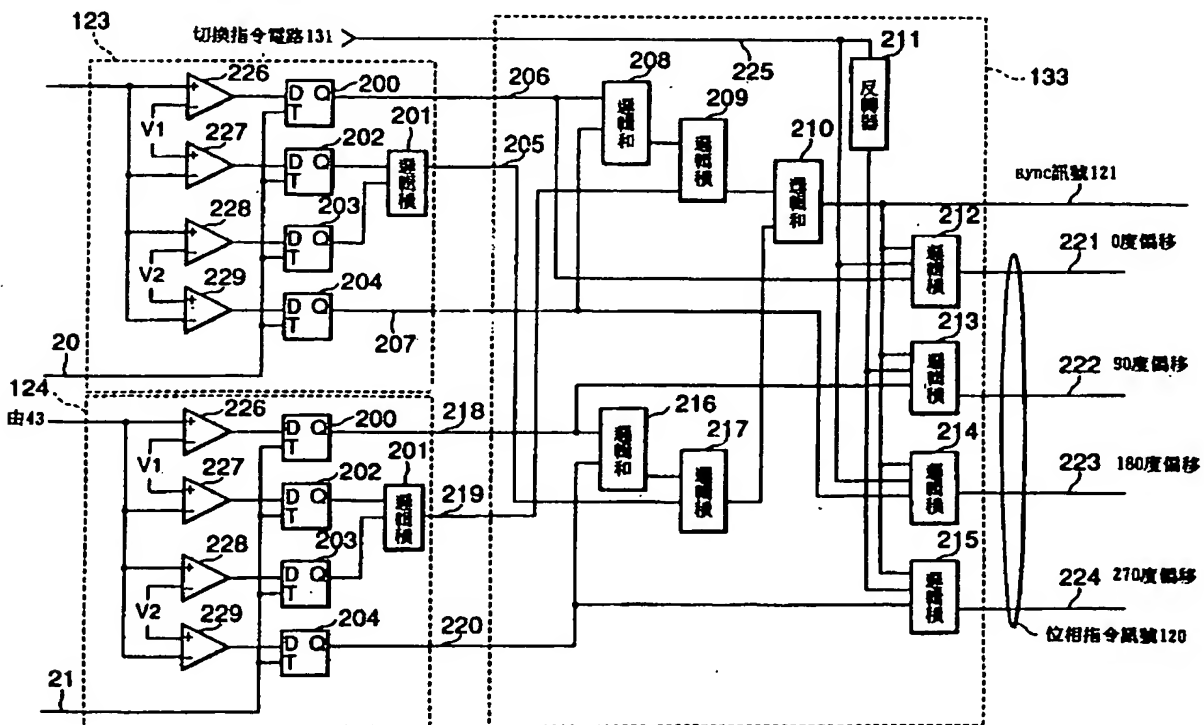 123
切換指令電路131
226
200
206
225
208
211
133
V1
227
202
201
205
209
反轉器
邏輯和
邏輯積
210
228
203
邏輯積
邏輯和
sync訊號121
V2
229
204
207
212
221 0度偏移
邏輯積
20
213
222 90度偏移
邏輯積
124
由43
226
200
218
216
214
223 180度偏移
V1
227
202
201
219
邏輯和
217
邏輯積
228
203
邏輯積
邏輯積
215
224 270度偏移
V2
229
204
220
邏輯積
位相指令訊號120
21
D Q
T
D Q
T
D Q
T
D Q
T
D Q
T
D Q
T
D Q
T
D Q
T
+
−
+
−
+
−
+
−
+
−
+
−
+
−
+
−